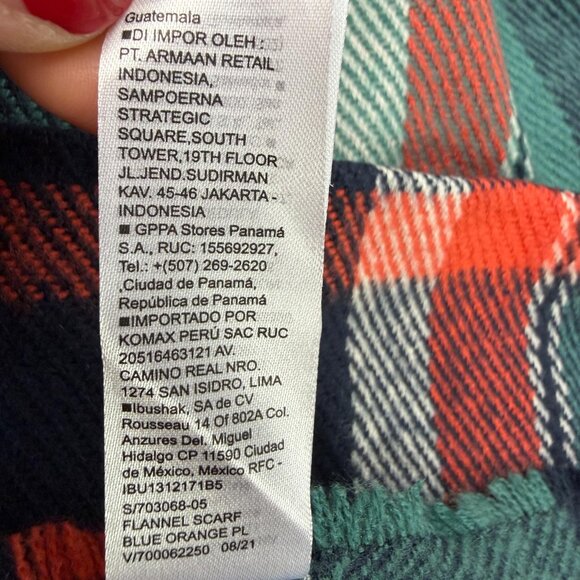 Guatemala
■DI IMPOR OLEH :
PT. ARMAAN RETAIL
INDONESIA,
SAMPOERNA
STRATEGIC
SQUARE.SOUTH
TOWER,19TH FLOOR
JL.JEND.SUDIRMAN
KAV. 45-46 JAKARTA -
INDONESIA
■ GPPA Stores Panamá
S.A., RUC: 155692927,
Tel.: +(507) 269-2620
,Ciudad de Panamá,
República de Panamá
■IMPORTADO POR
KOMAX PERÚ SAC RUC
20516463121 AV.
CAMINO REAL NRO.
1274 SAN ISIDRO, LIMA
■Ibushak, SA de CV
Rousseau 14 Of 802A Col.
Anzures Del. Miguel
Hidalgo CP 11590 Ciudad
de México, México RFC -
IBU1312171B5
S/703068-05
FLANNEL SCARF
BLUE ORANGE PL
V/700062250 08/21